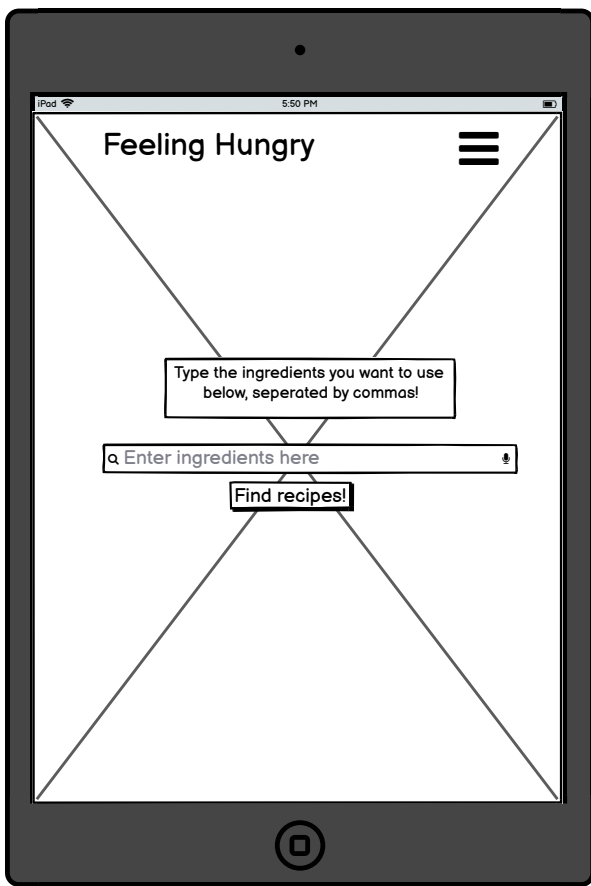 iPad
5:50 PM
Feeling Hungry
Type the ingredients you want to use
below, seperated by commas!
Enter ingredients here
Find recipes!